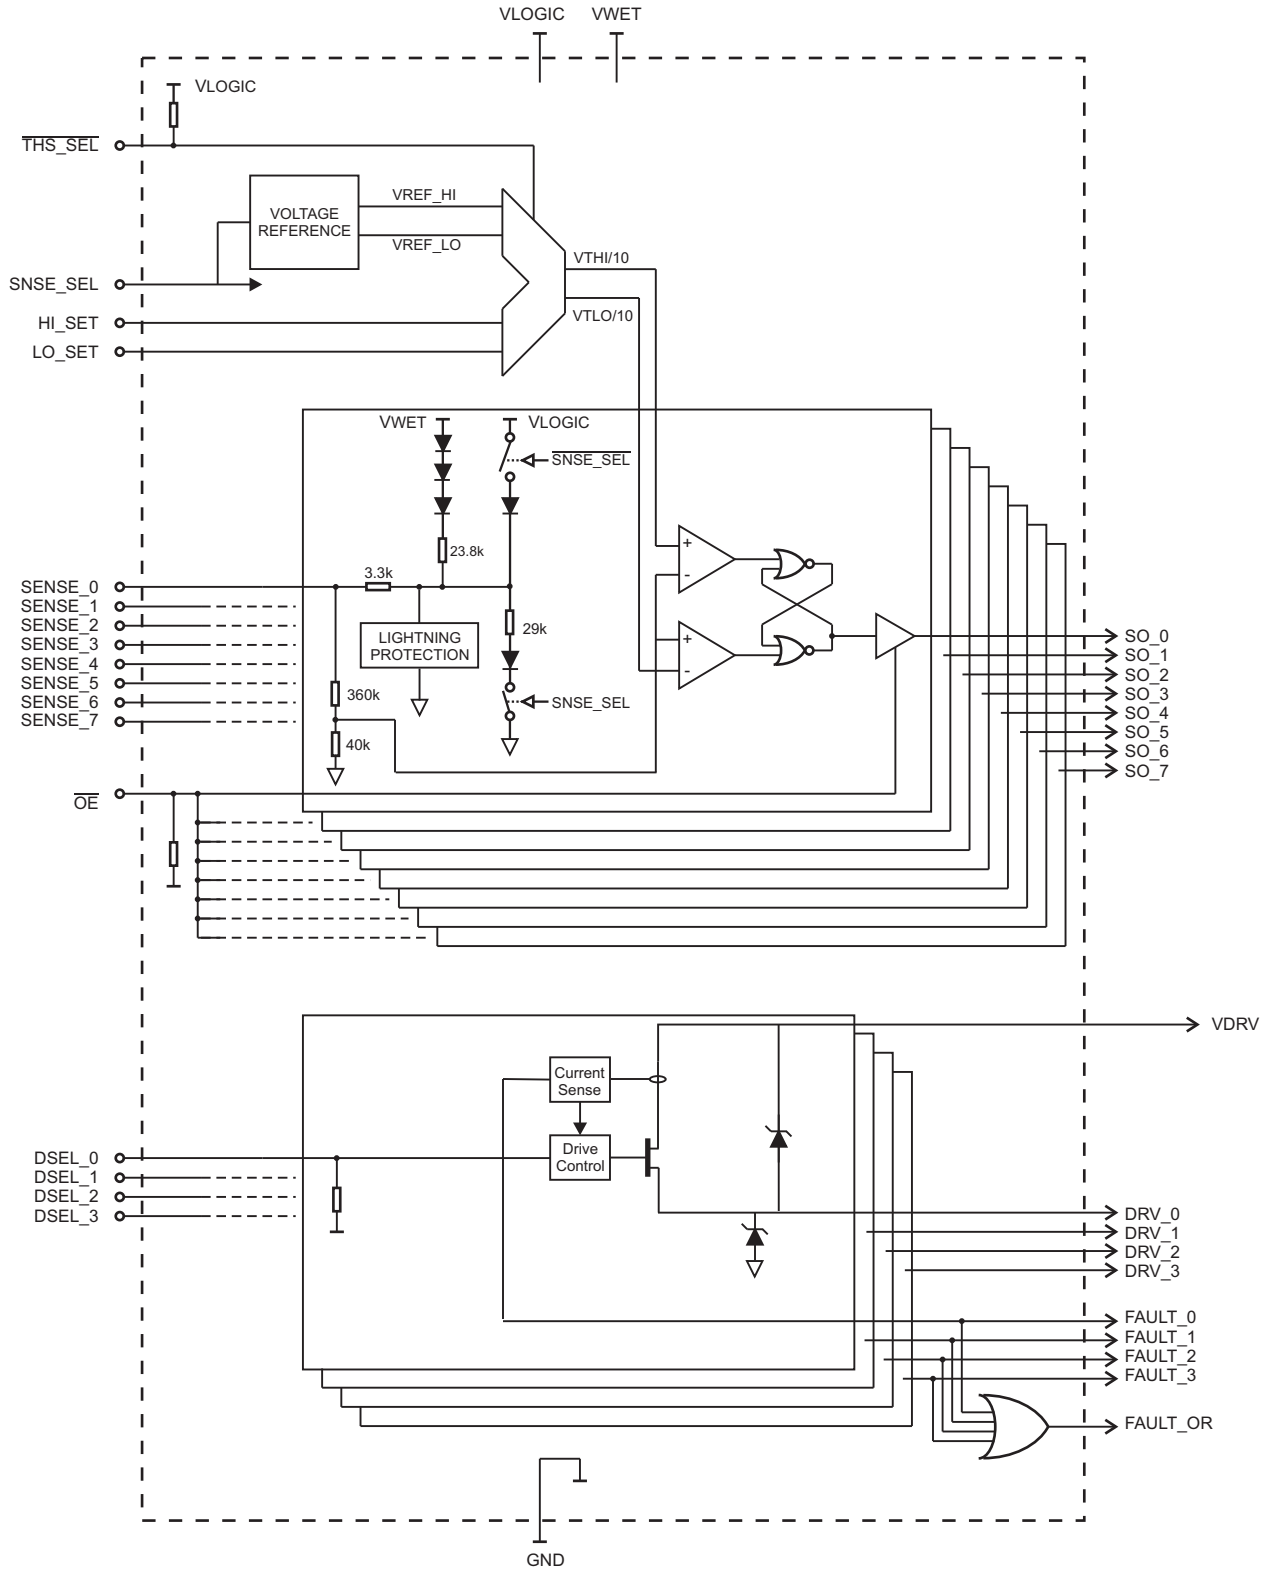 VLOGIC VWET
VLOGIC
THS_SEL
VOLTAGE
REFERENCE
VREF_HI
VREF_LO
SNSE_SEL
HI_SET
LO_SET
VTHI/10
VTLO/10
VWET
VLOGIC
SNSE_SEL
23.8k
3.3k
LIGHTNING
PROTECTION
29k
SNSE_SEL
360k
40k
+
-
+
-
SENSE_0
SENSE_1
SENSE_2
SENSE_3
SENSE_4
SENSE_5
SENSE_6
SENSE_7
OE
SO_0
SO_1
SO_2
SO_3
SO_4
SO_5
SO_6
SO_7
VDRV
Current
Sense
Drive
Control
DSEL_0
DSEL_1
DSEL_2
DSEL_3
DRV_0
DRV_1
DRV_2
DRV_3
FAULT_0
FAULT_1
FAULT_2
FAULT_3
FAULT_OR
GND